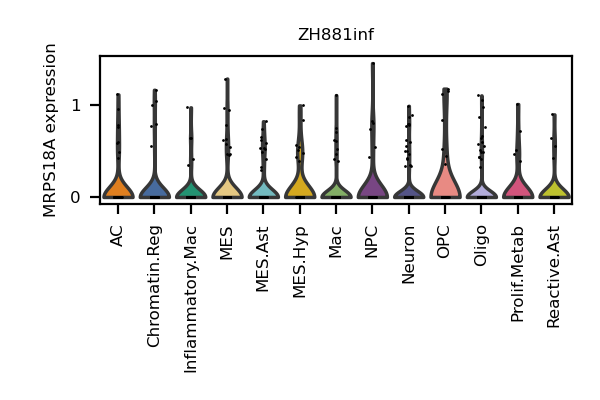 ZH881inf
MRPS18A expression
1
0
AC
Chromatin.Reg
Inflammatory.Mac
MES
MES.Ast
MES.Hyp
Mac
NPC
Neuron
OPC
Oligo
Prolif.Metab
Reactive.Ast